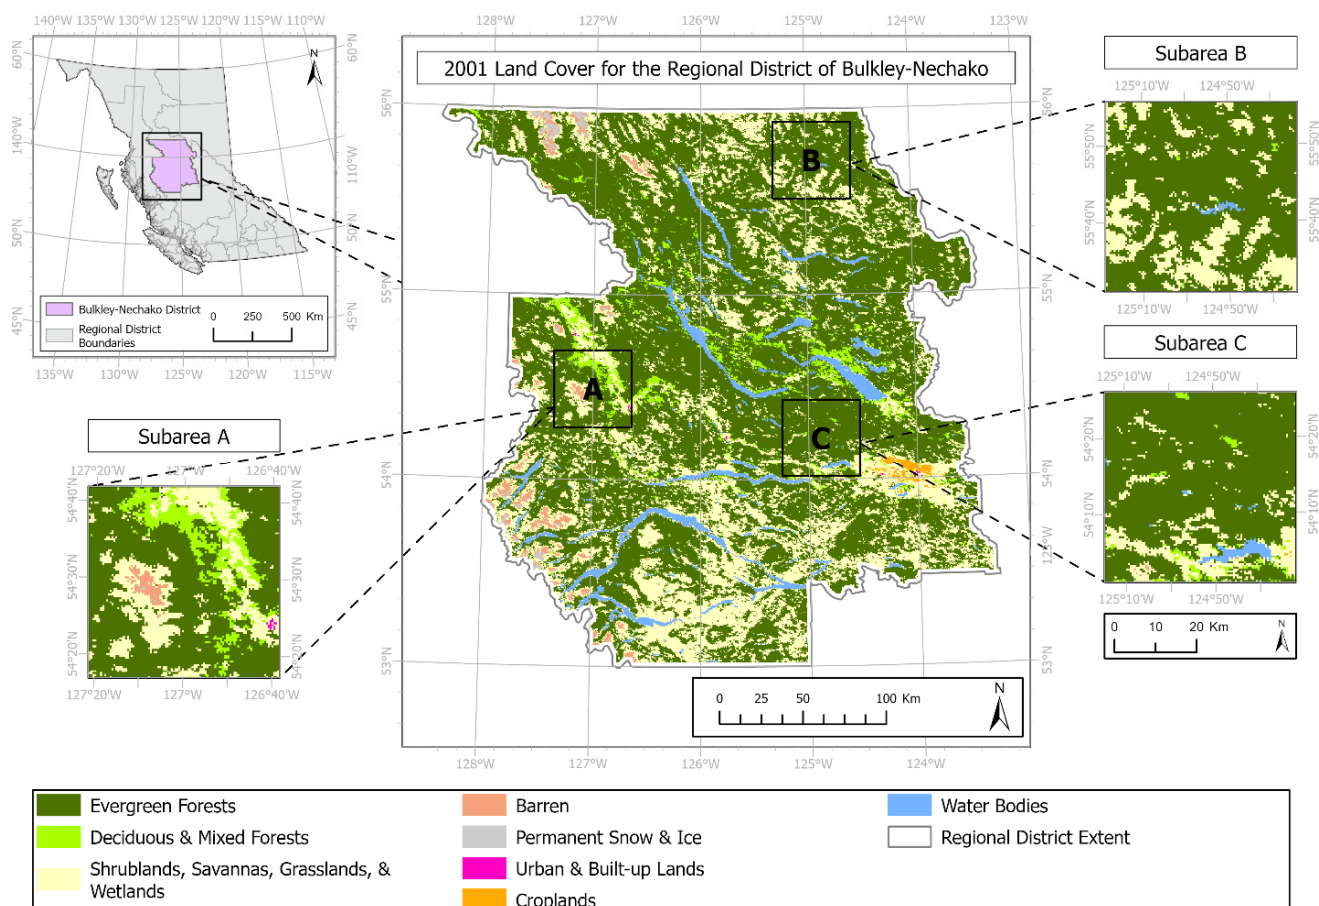 140°W 135°W 130°W 125°W 120°W 115°W 110°W
60°N
60°N
N
140°W
110°W
50°N
50°N
45°N
45°N
Bulkley-Nechako District
Regional District
Boundaries
0 250 500 Km
135°W 130°W 125°W 120°W 115°W
128°W 127°W 126°W 125°W 124°W 123°W
2001 Land Cover for the Regional District of Bulkley-Nechako
56°N
56°N
B
55°N
55°N
A
C
54°N
54°N
123°W
53°N
53°N
0 25 50 100 Km
N
128°W 127°W 126°W 125°W 124°W
Subarea A
127°20'W 127°W 126°40'W
54°40'N
54°40'N
54°30'N
54°30'N
54°20'N
54°20'N
127°20'W 127°W 126°40'W
Subarea B
125°10'W 124°50'W
55°50'N
55°50'N
55°40'N
55°40'N
125°10'W 124°50'W
Subarea C
125°10'W 124°50'W
54°20'N
54°20'N
54°10'N
54°10'N
125°10'W 124°50'W
0 10 20 Km
N
Evergreen Forests
Deciduous & Mixed Forests
Shrublands, Savannas, Grasslands, &
Wetlands
Barren
Permanent Snow & Ice
Urban & Built-up Lands
Croplands
Water Bodies
Regional District Extent